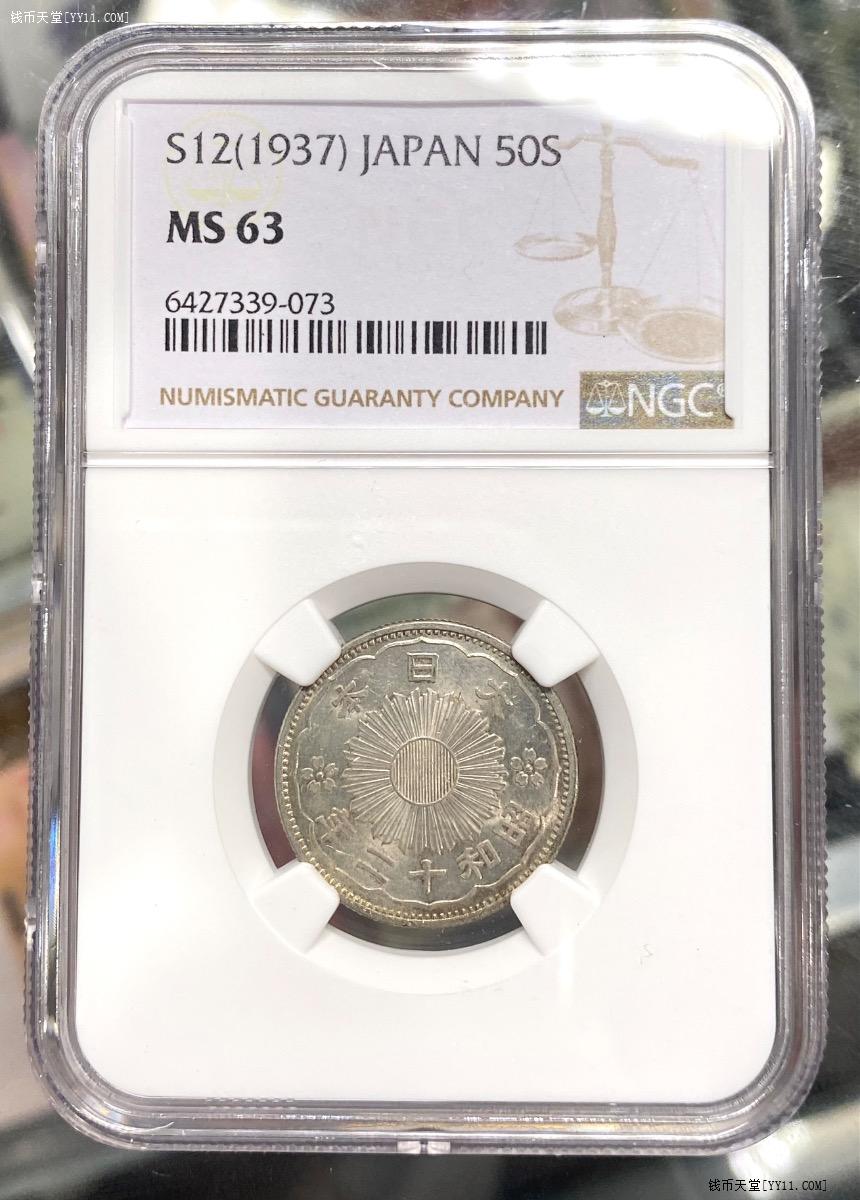 钱币天堂[YY11.COM]
S12(1937) JAPAN 50S
MS 63
6427339-073
NUMISMATIC GUARANTY COMPANY
NGC®
大日本
昭和十二年
钱币天堂[YY11.COM]